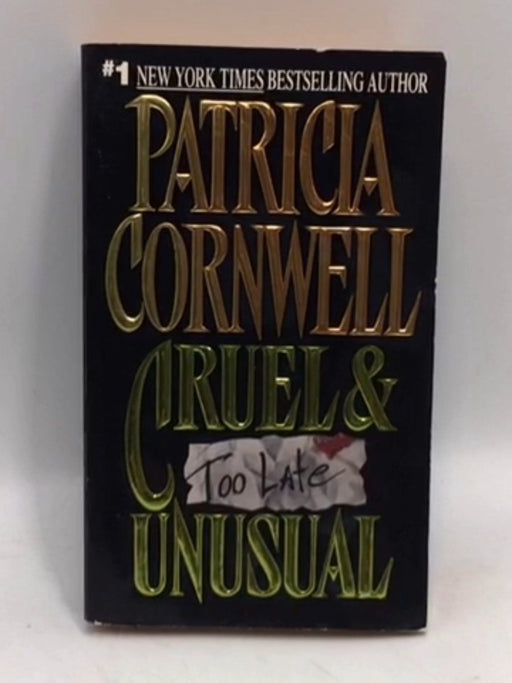 #1 NEW YORK TIMES BESTSELLING AUTHOR
PATRICIA
CORNWELL
CRUEL &
Too Late
UNUSUAL